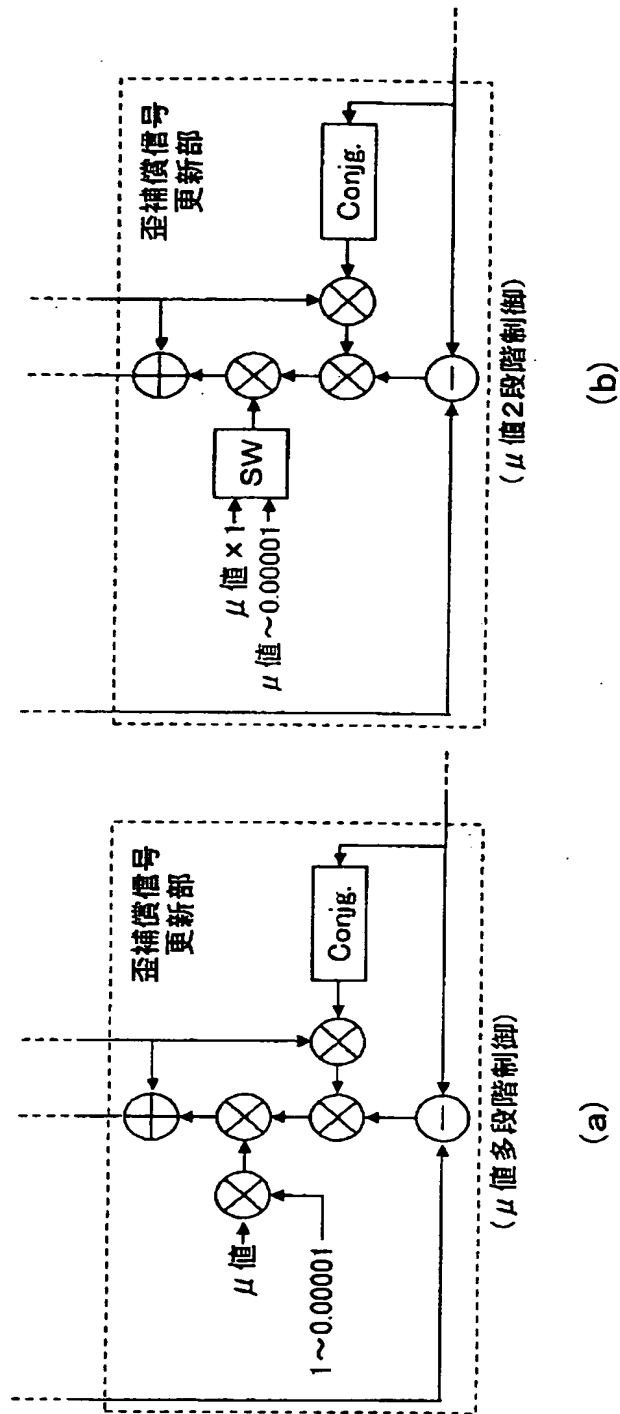 歪補償信号
更新部
Conjg.
μ値
1～0.00001
(μ値多段階制御)
(a)
歪補償信号
更新部
Conjg.
SW
μ値×1
μ値～0.00001
(μ値2段階制御)
(b)